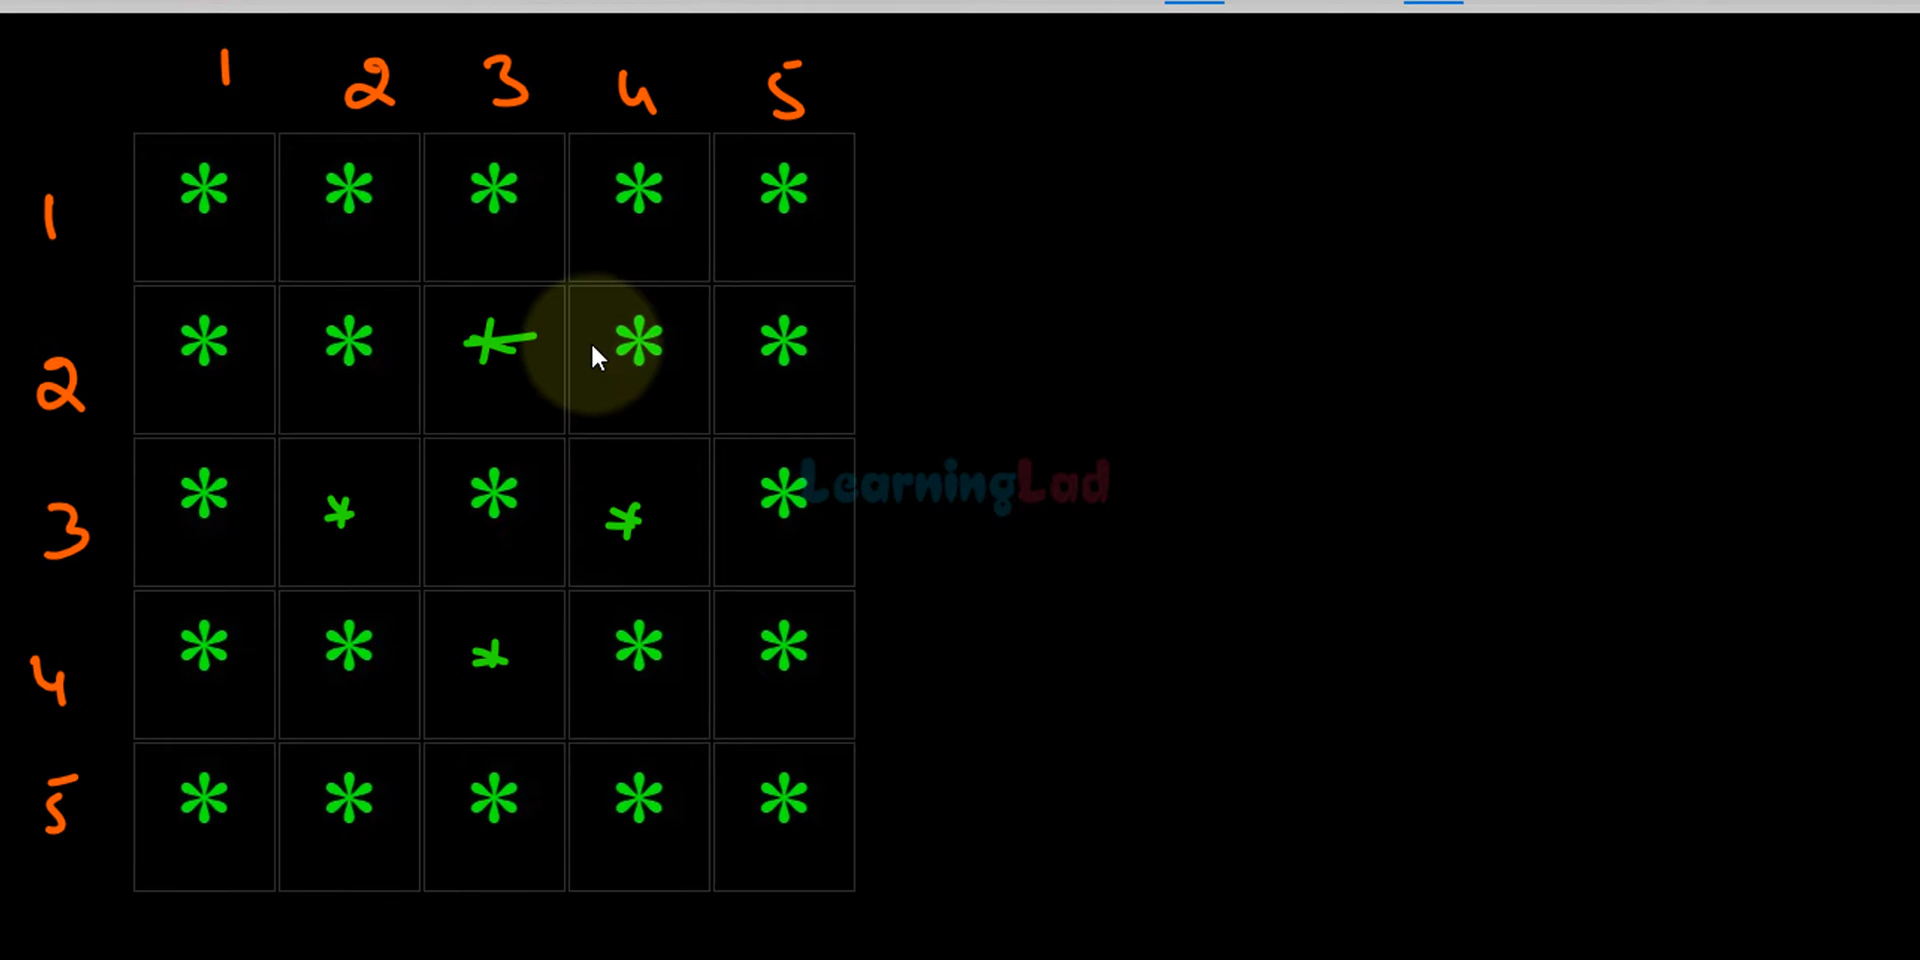 1 2 3 4 5
1 * * * * *
2 * * * * *
3 * * * * *
LearningLad
4 * * * * *
5 * * * * *